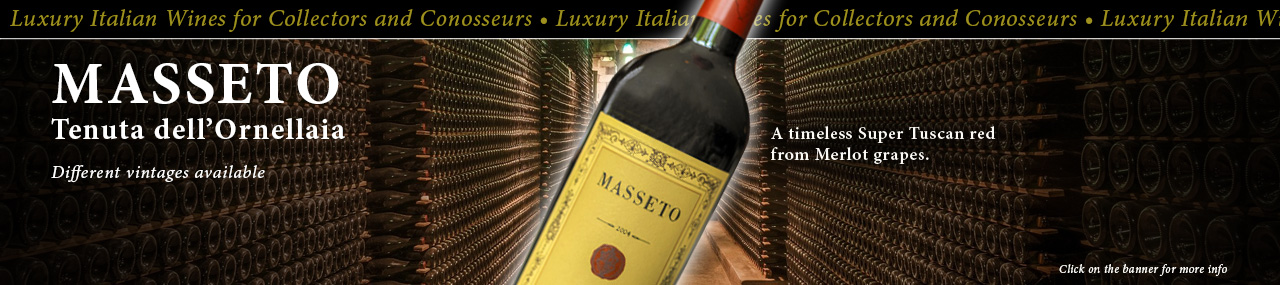 Luxury Italian Wines for Collectors and Conosseurs • Luxury Italian es for Collectors and Conosseurs • Luxury Italian W
MASSETO
Tenuta dell’Ornellaia
Different vintages available
A timeless Super Tuscan red
from Merlot grapes.
MASSETO
2004
Click on the banner for more info